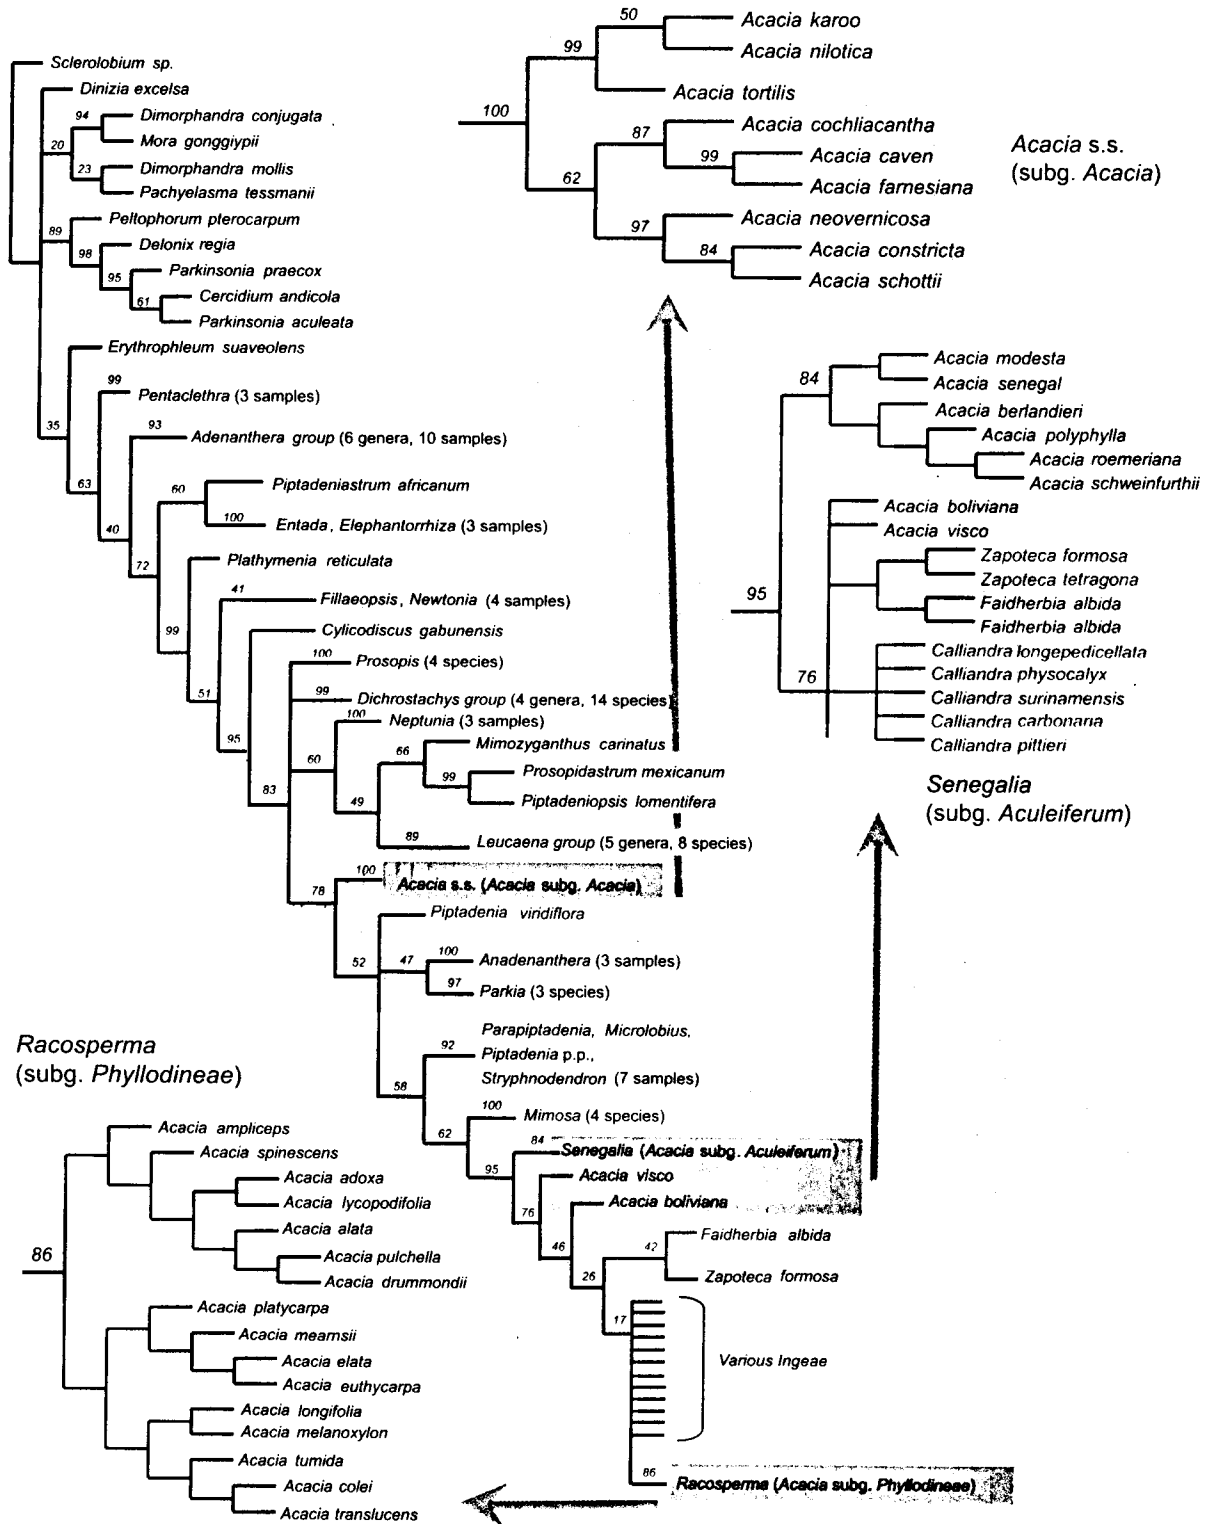 Sclerolobium sp.
Dinizia excelsa
94
Dimorphandra conjugata
Mora gonggiypii
20
23
Dimorphandra mollis
Pachyelasma tessmanii
Peltophorum pterocarpum
89
98
Delonix regia
95
Parkinsonia praecox
61
Cercidium andicola
Parkinsonia aculeata
Erythrophleum suaveolens
99
Pentaclethra (3 samples)
35
93
Adenanthera group (6 genera, 10 samples)
63
60
Piptadeniastrum africanum
40
100
Entada, Elephantorrhiza (3 samples)
72
Plathymenia reticulata
41
Fillaeopsis, Newtonia (4 samples)
99
Cylicodiscus gabunensis
100
Prosopis (4 species)
51
99
Dichrostachys group (4 genera, 14 species)
100
Neptunia (3 samples)
95
66
Mimozyganthus carinatus
60
99
Prosopidastrum mexicanum
83
49
Piptadeniopsis lomentifera
89
Leucaena group (5 genera, 8 species)
100
Acacia s.s. (Acacia subg. Acacia)
78
Piptadenia viridiflora
52
47
100
Anadenanthera (3 samples)
97
Parkia (3 species)
Parapiptadenia, Microlobius,
92
Piptadenia p.p.,
Stryphnodendron (7 samples)
58
100
Mimosa (4 species)
62
84
Senegalia (Acacia subg. Aculeiferum)
95
Acacia visco
Acacia boliviana
76
46
42
Faidherbia albida
26
Zapoteca formosa
17
Various Ingeae
86
Racosperma (Acacia subg. Phyllodineae)
50
Acacia karoo
99
Acacia nilotica
Acacia tortilis
100
87
Acacia cochliacantha
99
Acacia caven
62
Acacia farnesiana
97
Acacia neovernicosa
84
Acacia constricta
Acacia schottii
Acacia s.s.
(subg. Acacia)
84
Acacia modesta
Acacia senegal
Acacia berlandieri
Acacia polyphylla
Acacia roemeriana
Acacia schweinfurthii
Acacia boliviana
Acacia visco
95
Zapoteca formosa
Zapoteca tetragona
Faidherbia albida
Faidherbia albida
76
Calliandra longepedicellata
Calliandra physocalyx
Calliandra surinamensis
Calliandra carbonaria
Calliandra pittieri
Senegalia
(subg. Aculeiferum)
Racosperma
(subg. Phyllodineae)
Acacia ampliceps
Acacia spinescens
Acacia adoxa
Acacia lycopodifolia
Acacia alata
86
Acacia pulchella
Acacia drummondii
Acacia platycarpa
Acacia mearnsii
Acacia elata
Acacia euthycarpa
Acacia longifolia
Acacia melanoxylon
Acacia tumida
Acacia colei
Acacia translucens